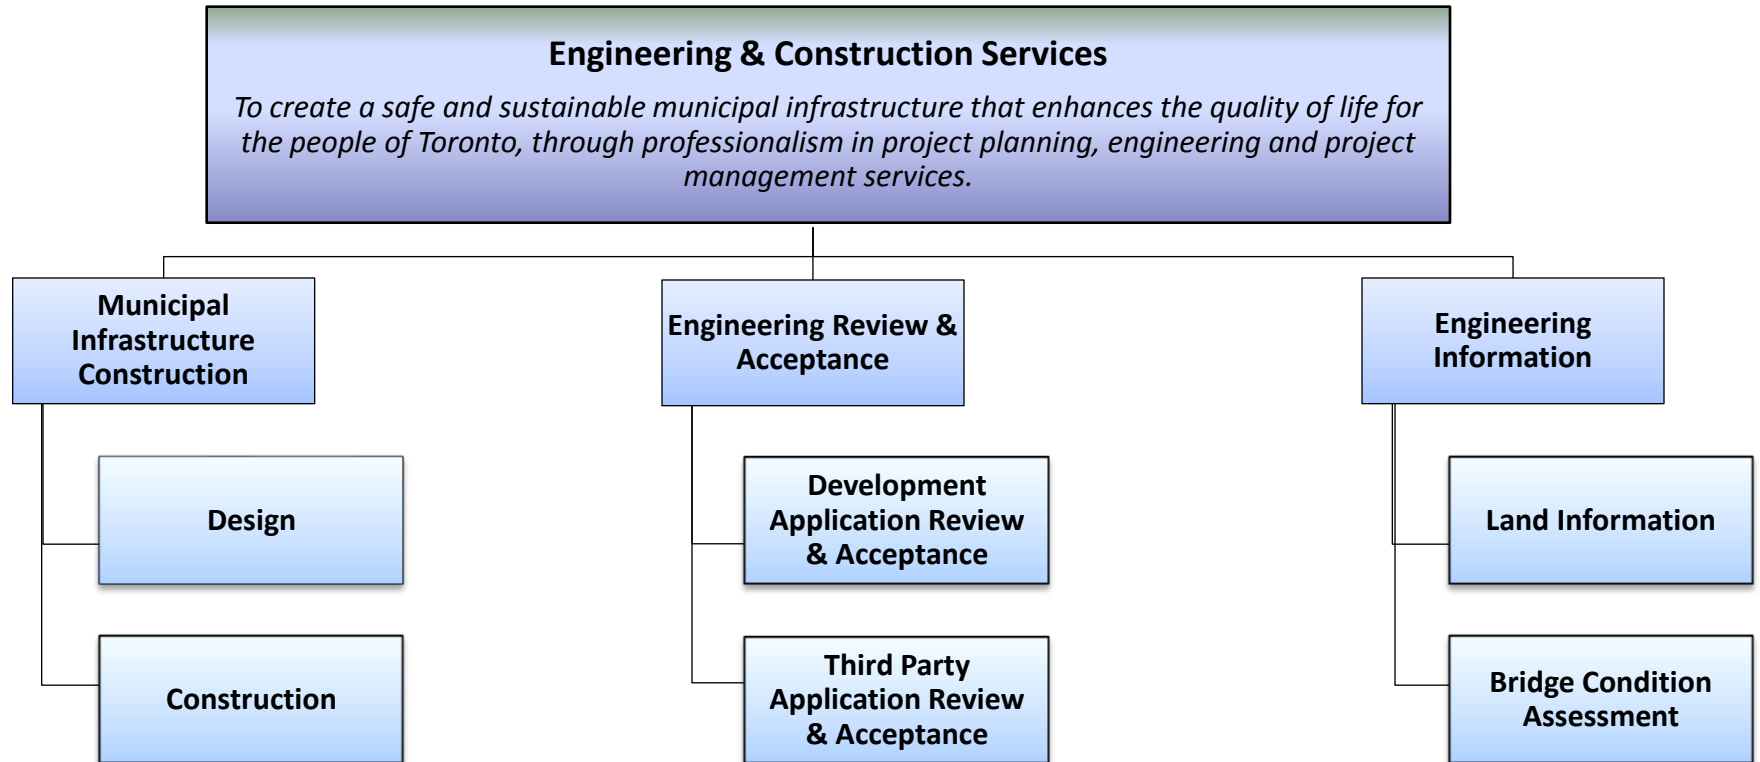 Engineering & Construction Services
To create a safe and sustainable municipal infrastructure that enhances the quality of life for
the people of Toronto, through professionalism in project planning, engineering and project
management services.
Municipal
Infrastructure
Construction
Engineering Review &
Acceptance
Engineering
Information
Design
Development
Application Review
& Acceptance
Land Information
Construction
Third Party
Application Review
& Acceptance
Bridge Condition
Assessment